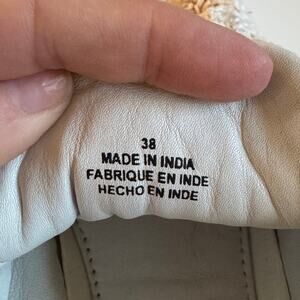 38
MADE IN INDIA
FABRIQUE EN INDE
HECHO EN INDE